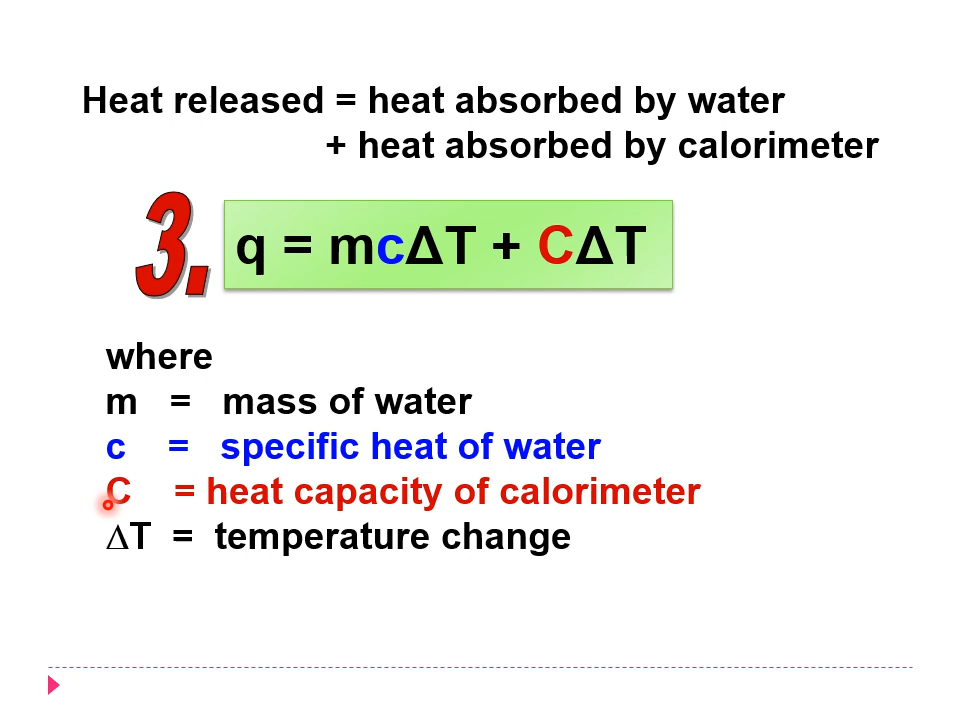 Heat released = heat absorbed by water
+ heat absorbed by calorimeter
3.
q = mcΔT + CΔT
where
m = mass of water
c = specific heat of water
C = heat capacity of calorimeter
ΔT = temperature change